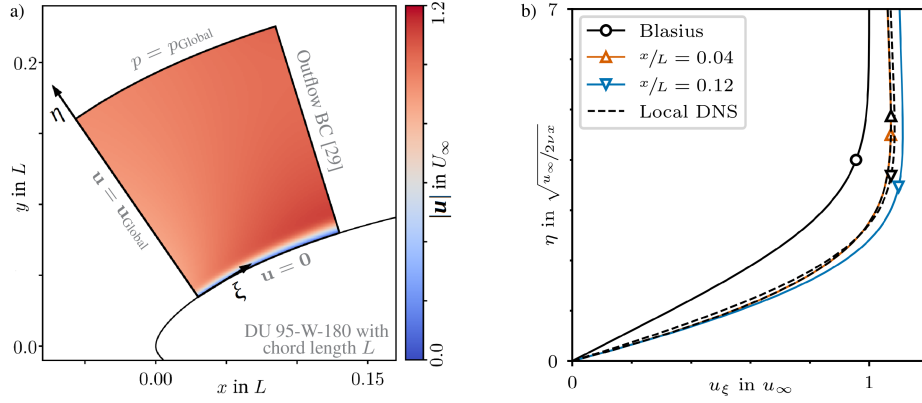 a)
p = p_Global
η
u = u_Global
Outflow BC [29]
u = 0
ξ
DU 95-W-180 with
chord length L
y in L
0.2
0.0
0.00
0.15
x in L
1.2
|u| in U∞
0.0
b)
7
Blasius
x/L = 0.04
x/L = 0.12
Local DNS
η in √u∞/2νx
0
0
1
u_ξ in u∞